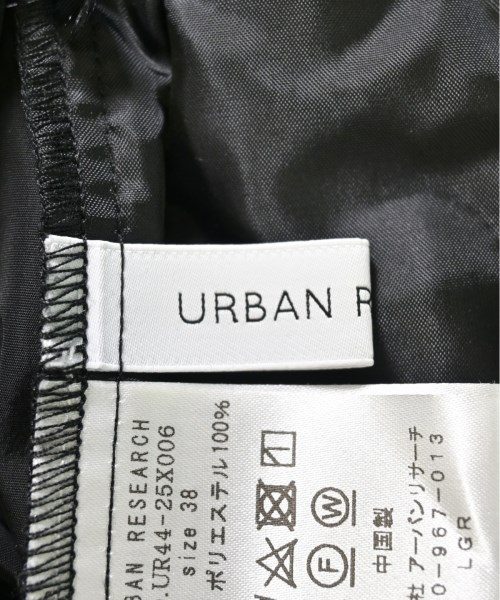 URBAN R
BAN RESEARCH
.UR44-25X006
size 38
ポリエステル100%
中国製
社 アーバンリサーチ
0-967-013
LGR